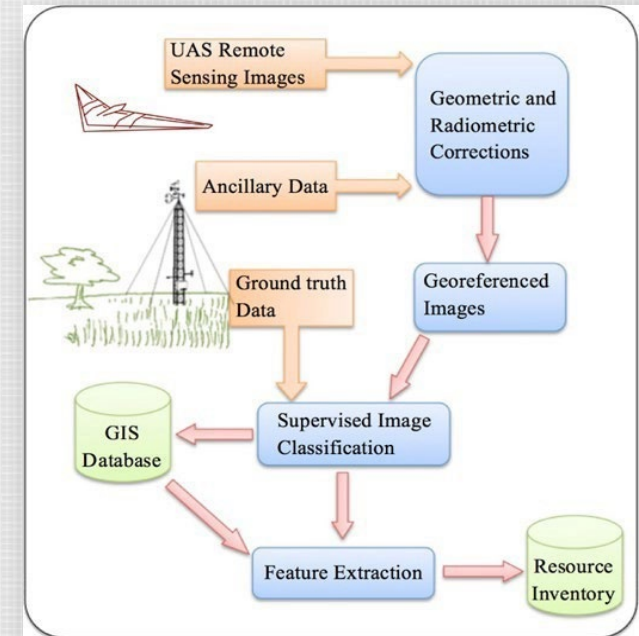 UAS Remote
Sensing Images
Geometric and
Radiometric
Corrections
Ancillary Data
Ground truth
Data
Georeferenced
Images
Supervised Image
Classification
GIS
Database
Feature Extraction
Resource
Inventory